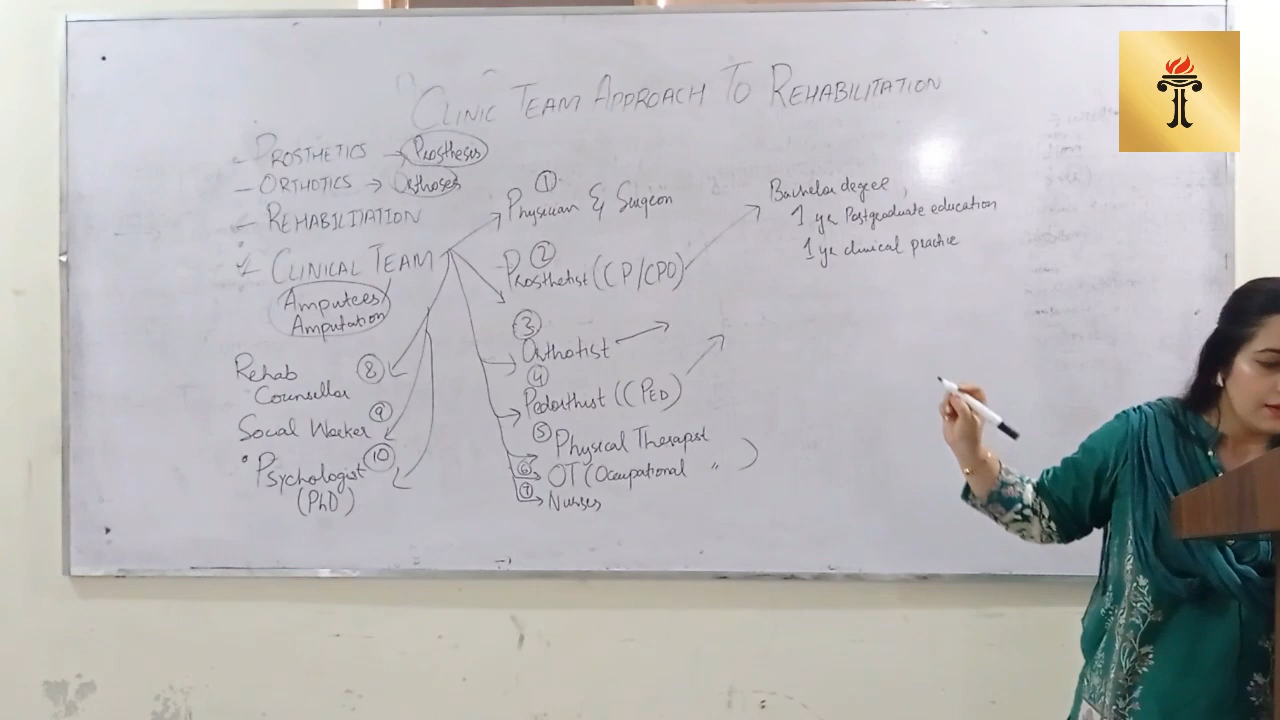 CLINIC TEAM APPROACH TO REHABILITATION
- PROSTHETICS → Prostheses
- ORTHOTICS → Orthoses
- REHABILITATION
CLINICAL TEAM
Amputees/
Amputation
① Physician & Surgeon
② Prosthetist (CP/CPO)
Bachelor degree,
1 yr Postgraduate education
1 yr clinical practice
③ Orthotist
④ Pedorthist (CPED)
⑤ Physical Therapist
⑥ OT (Occupational " )
⑦ Nurses
Rehab ⑧
Counsellor
Social Worker ⑨
Psychologist ⑩
(PhD)